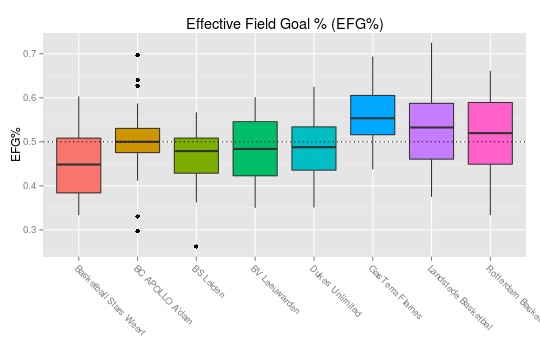 Effective Field Goal % (EFG%)
EFG%
0.7
0.6
0.5
0.4
0.3
Basketball Stars Weert
BC APOLLO A'dam
BS Leiden
BV Leeuwarden
Dukes Unlimited
GasTerra Flames
Landstede Basketbal
Rotterdam Baske